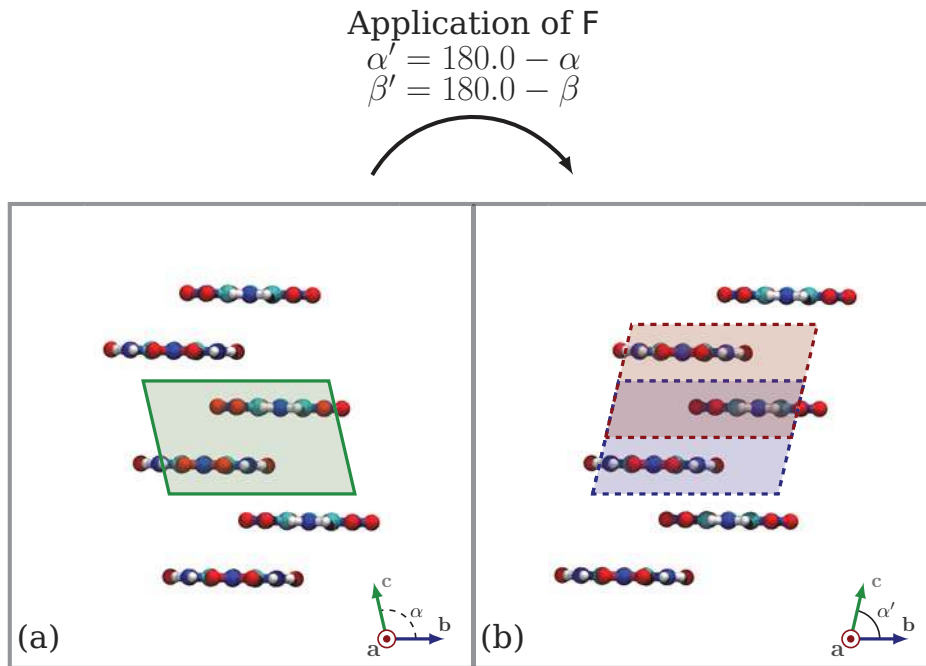 Application of F
α′ = 180.0 − α
β′ = 180.0 − β
(a)
c
α
b
a
(b)
c
α′
b
a